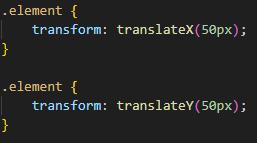 .element {
    transform: translateX(50px);
}
.element {
    transform: translateY(50px);
}